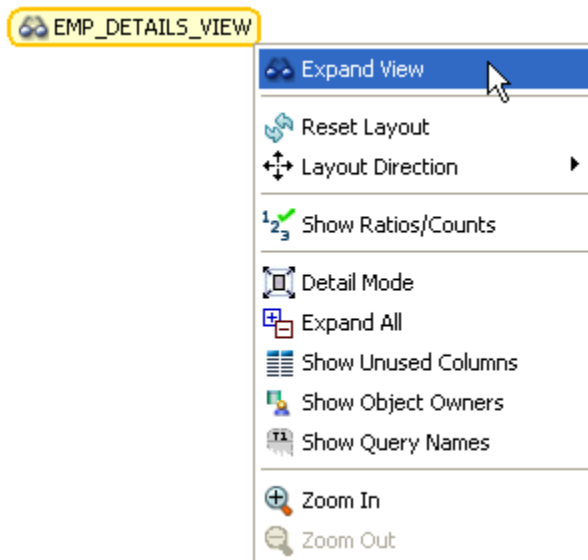 EMP_DETAILS_VIEW
Expand View
Reset Layout
Layout Direction
Show Ratios/Counts
Detail Mode
Expand All
Show Unused Columns
Show Object Owners
Show Query Names
Zoom In
Zoom Out